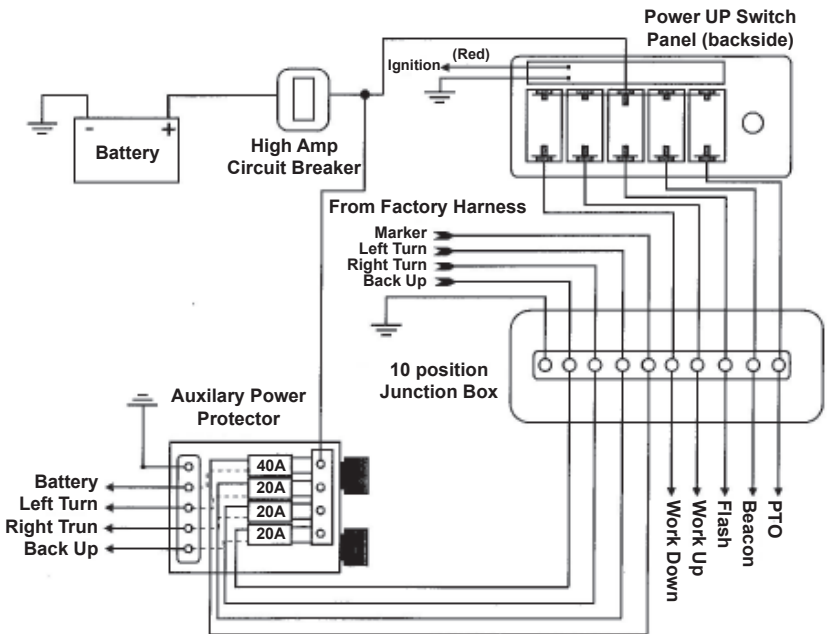 Power UP Switch
Panel (backside)
(Red)
Ignition
- +
Battery
High Amp
Circuit Breaker
From Factory Harness
Marker
Left Turn
Right Turn
Back Up
10 position
Junction Box
Auxilary Power
Protector
40A
20A
20A
20A
Battery
Left Turn
Right Trun
Back Up
Work Down
Work Up
Flash
Beacon
PTO